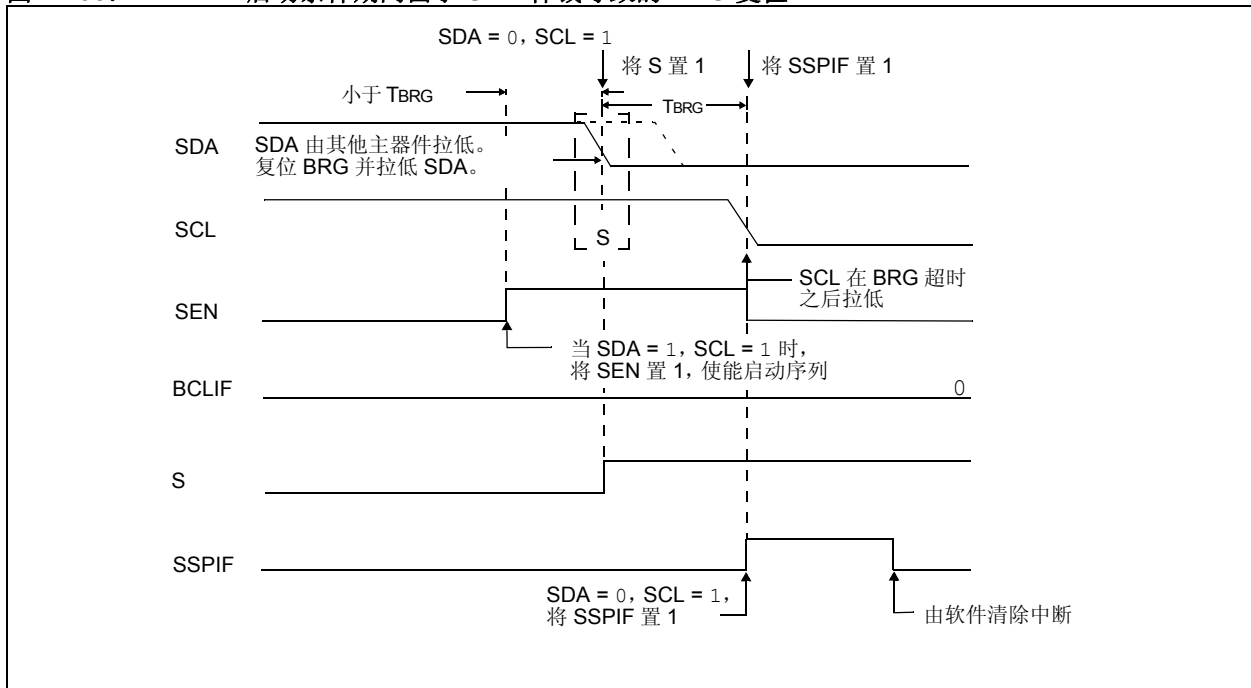 SDA = 0, SCL = 1
将 S 置 1
将 SSPIF 置 1
小于 TBRG
TBRG
SDA
SDA 由其他主器件拉低。
复位 BRG 并拉低 SDA。
SCL
S
SCL 在 BRG 超时
之后拉低
SEN
当 SDA = 1, SCL = 1 时,
将 SEN 置 1, 使能启动序列
BCLIF
0
S
SSPIF
SDA = 0, SCL = 1,
将 SSPIF 置 1
由软件清除中断